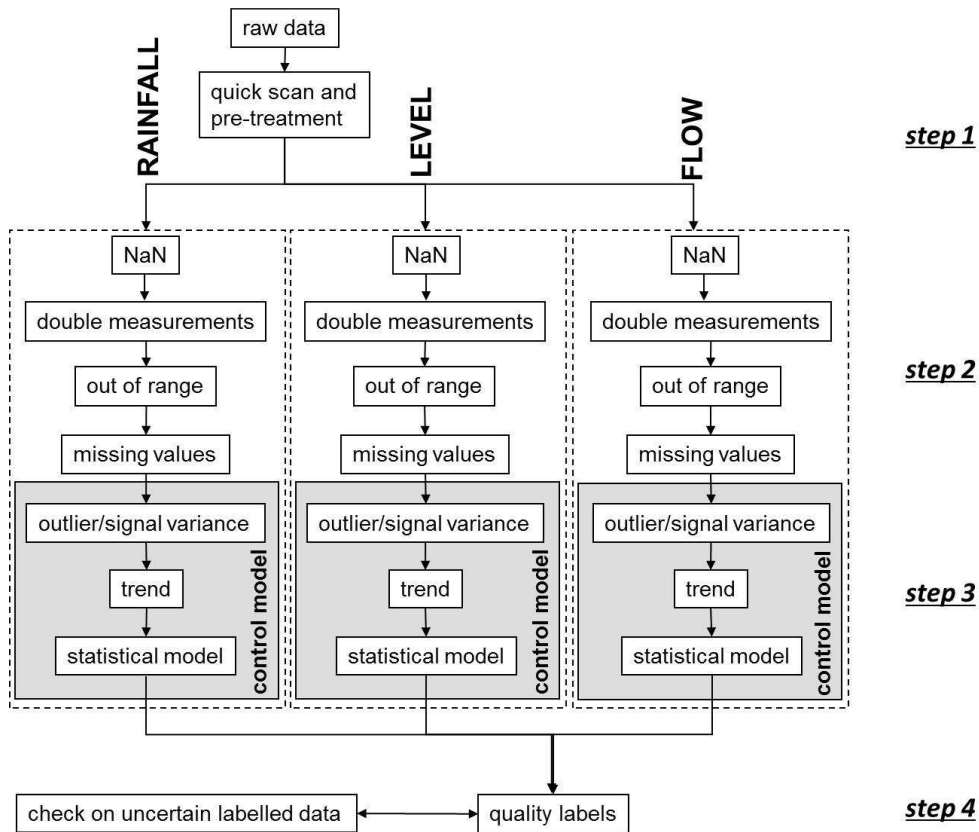 raw data
quick scan and
pre-treatment
RAINFALL
LEVEL
FLOW
step 1
NaN
NaN
NaN
double measurements
double measurements
double measurements
out of range
out of range
out of range
step 2
missing values
missing values
missing values
outlier/signal variance
outlier/signal variance
outlier/signal variance
trend
trend
trend
step 3
statistical model
statistical model
statistical model
control model
control model
control model
check on uncertain labelled data
quality labels
step 4